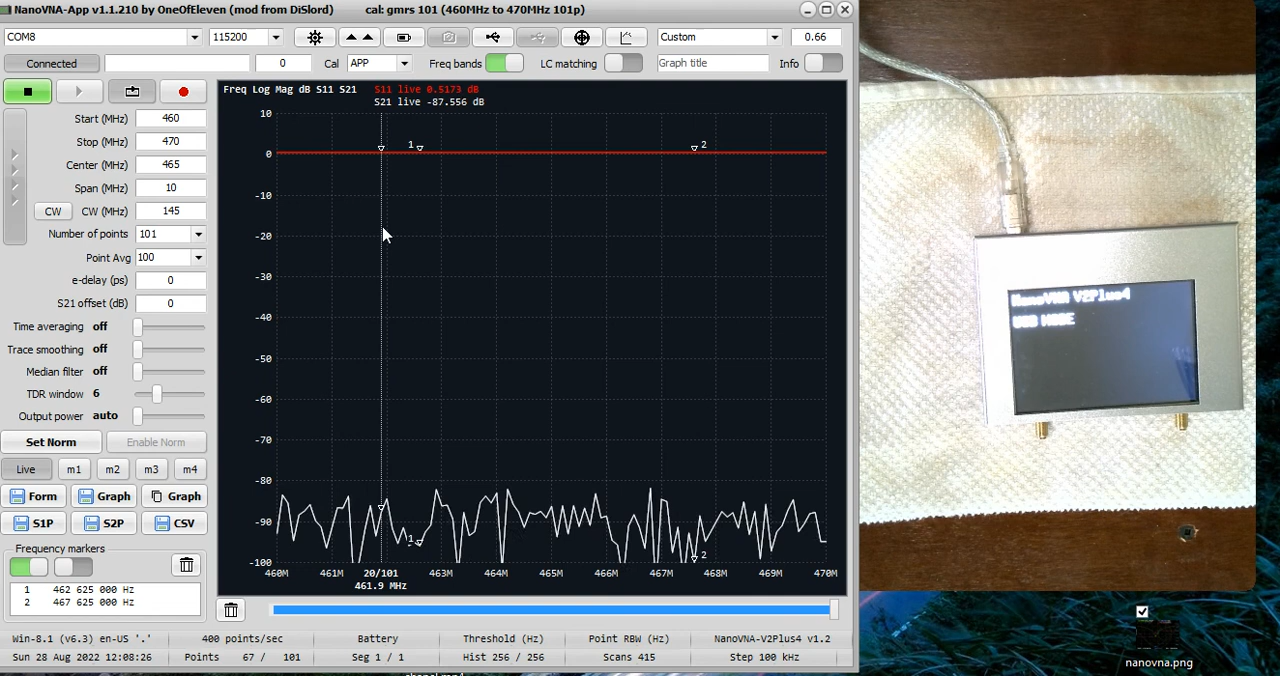 NanoVNA-App v1.1.210 by OneOfEleven (mod from DiSlord) cal: gmrs 101 (460MHz to 470MHz 101p)
COM8 115200 Custom 0.66
Connected 0 Cal APP Freq bands LC matching Graph title Info
Start (MHz) 460
Stop (MHz) 470
Center (MHz) 465
Span (MHz) 10
CW CW (MHz) 145
Number of points 101
Point Avg 100
e-delay (ps) 0
S21 offset (dB) 0
Time averaging off
Trace smoothing off
Median filter off
TDR window 6
Output power auto
Set Norm Enable Norm
Live m1 m2 m3 m4
Form Graph Graph
S1P S2P CSV
Frequency markers
1 462 625 000 Hz
2 467 625 000 Hz
Freq Log Mag dB S11 S21 S11 live 0.5173 dB
S21 live -87.556 dB
10
1 2
0
-10
-20
-30
-40
-50
-60
-70
-80
-90
1
2
-100
460M 461M 20/101 463M 464M 465M 466M 467M 468M 469M 470M
461.9 MHz
Win-8.1 (v6.3) en-US '.' 400 points/sec Battery Threshold (Hz) Point RBW (Hz) NanoVNA-V2Plus4 v1.2
Sun 28 Aug 2022 12:08:26 Points 67 / 101 Seg 1 / 1 Hist 256 / 256 Scans 415 Step 100 kHz
NanoVNA V2Plus4
USB MODE
nanovna.png